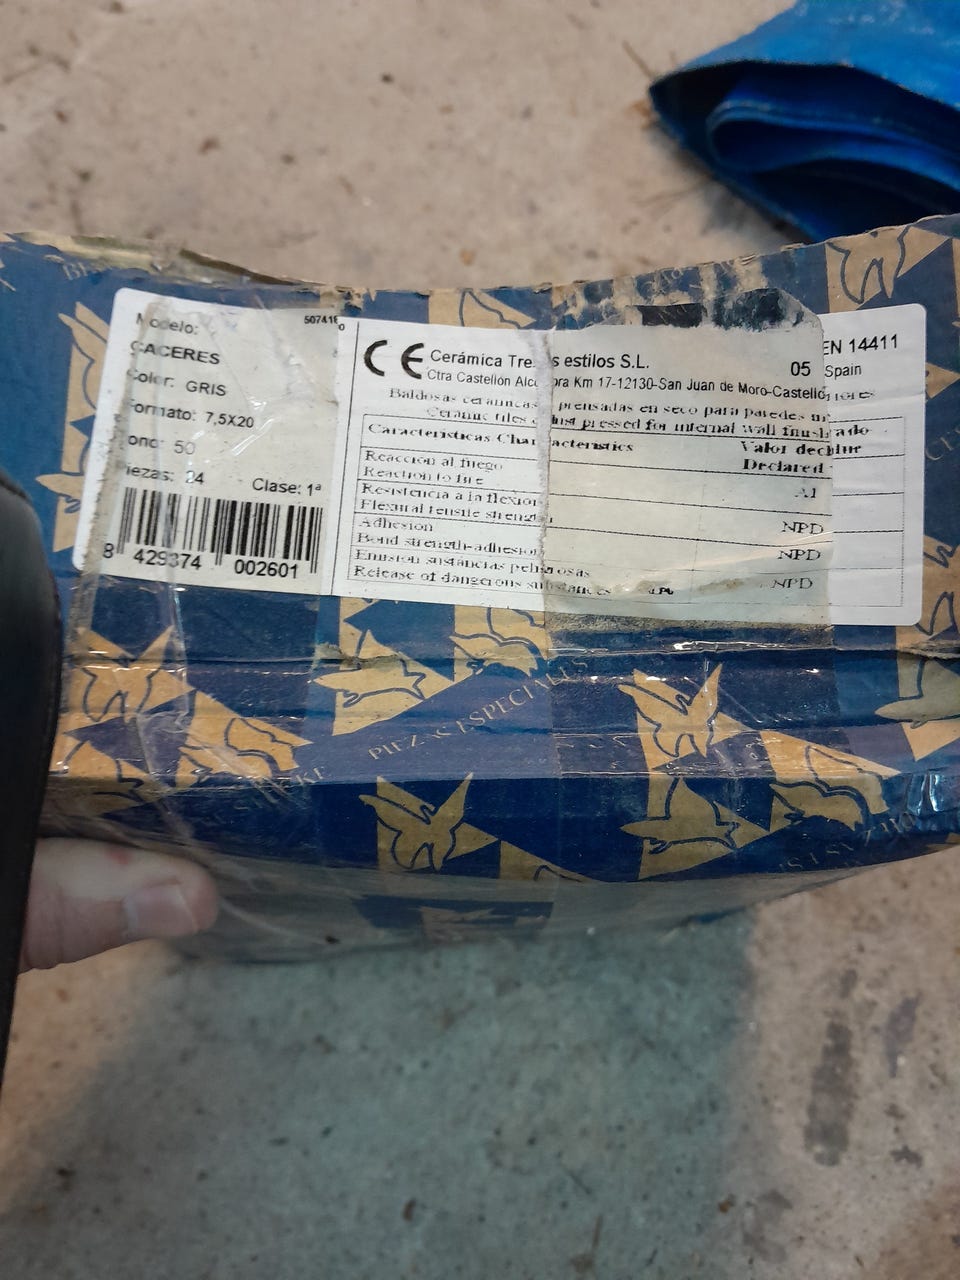 Modelo:
CACERES
Color: GRIS
Formato: 7,5X20
Tono: 50
Piezas: 24 Clase: 1ª
8 429374 002601
CE Cerámica Tres estilos S.L. 05 EN 14411
Ctra Castellón Alcora Km 17-12130-San Juan de Moro-Castelló Spain
Baldosas cerámicas prensadas en seco para paredes
Ceramic tiles dust pressed for internal wall finish
Características Characteristics Valor
Declared
Reacción al fuego
Reaction to fire A1
Resistencia a la flexión
Flexural tensile strength NPD
Adhesión
Bond strength-adhesion NPD
Emisión sustancias peligrosas
Release of dangerous substances NPD
PIEZAS ESPECIALES